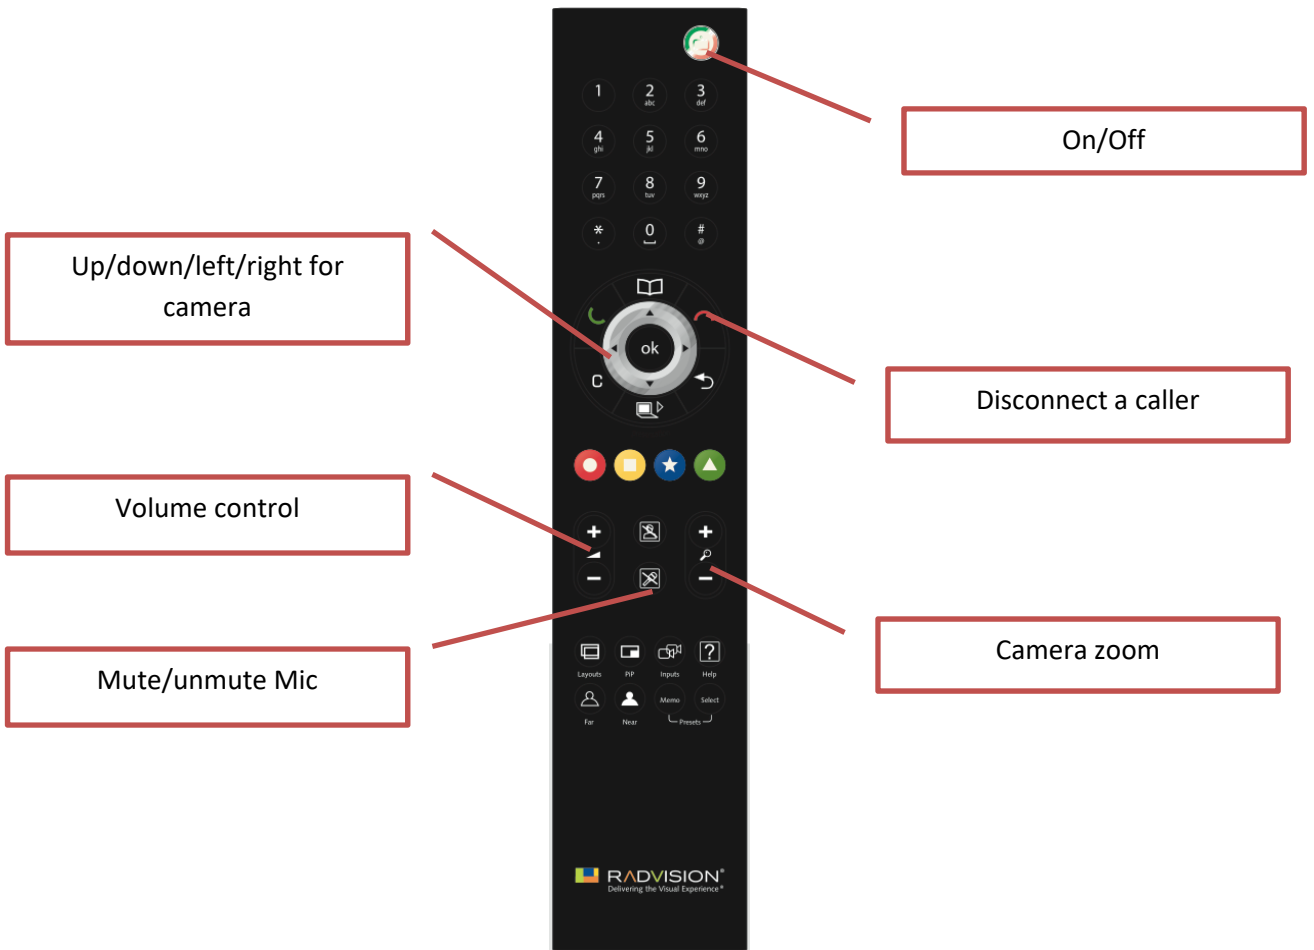 1 2 3
abc def
On/Off
4 5 6
ghi jkl mno
7 8 9
pqrs tuv wxyz
* 0 #
. @
Up/down/left/right for
camera
ok
C
Disconnect a caller
Volume control
+ +
- -
Mute/unmute Mic
Camera zoom
?
Layouts PiP Inputs Help
Memo Select
Far Near Presets
RADVISION®
Delivering the Visual Experience®